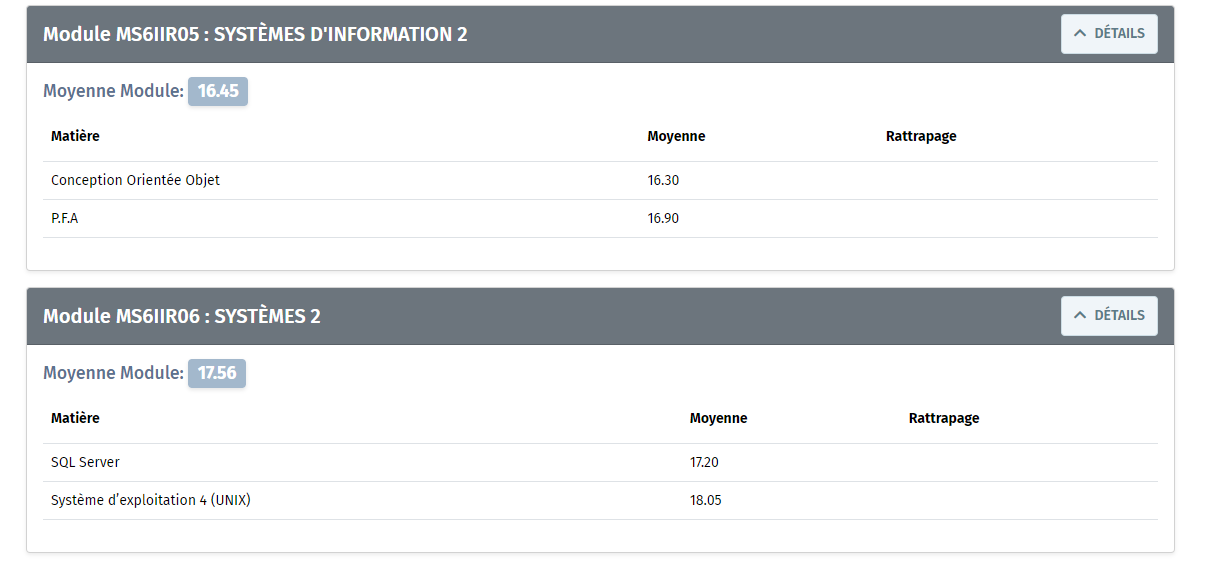 Module MS6IIR05 : SYSTÈMES D'INFORMATION 2 DÉTAILS
Moyenne Module: 16.45
Matière Moyenne Rattrapage
Conception Orientée Objet 16.30
P.F.A 16.90
Module MS6IIR06 : SYSTÈMES 2 DÉTAILS
Moyenne Module: 17.56
Matière Moyenne Rattrapage
SQL Server 17.20
Système d’exploitation 4 (UNIX) 18.05